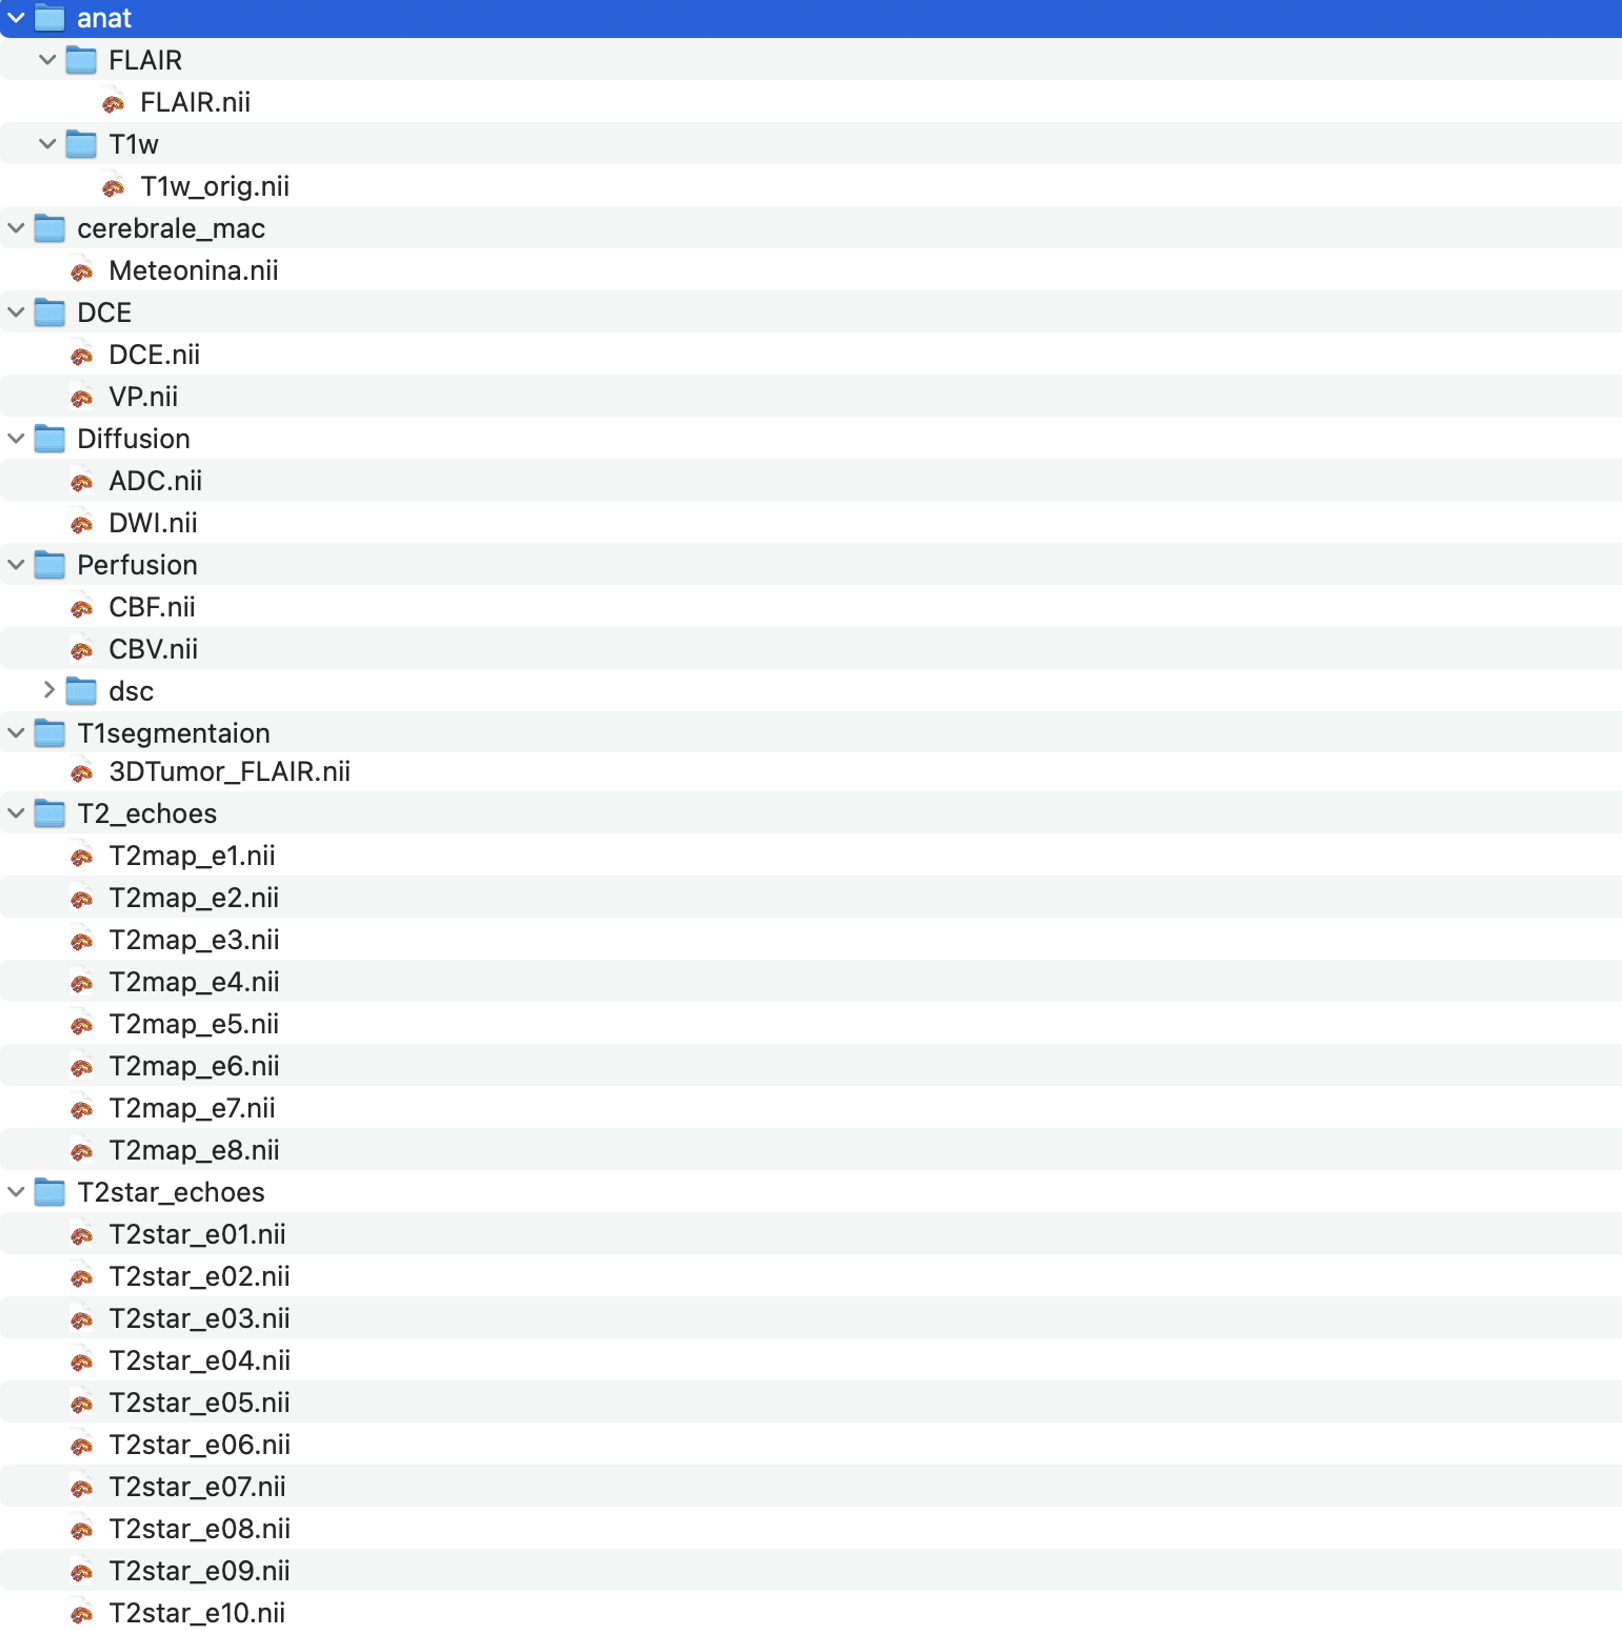 anat
FLAIR
FLAIR.nii
T1w
T1w_orig.nii
cerebrale_mac
Meteonina.nii
DCE
DCE.nii
VP.nii
Diffusion
ADC.nii
DWI.nii
Perfusion
CBF.nii
CBV.nii
dsc
T1segmentaion
3DTumor_FLAIR.nii
T2_echoes
T2map_e1.nii
T2map_e2.nii
T2map_e3.nii
T2map_e4.nii
T2map_e5.nii
T2map_e6.nii
T2map_e7.nii
T2map_e8.nii
T2star_echoes
T2star_e01.nii
T2star_e02.nii
T2star_e03.nii
T2star_e04.nii
T2star_e05.nii
T2star_e06.nii
T2star_e07.nii
T2star_e08.nii
T2star_e09.nii
T2star_e10.nii